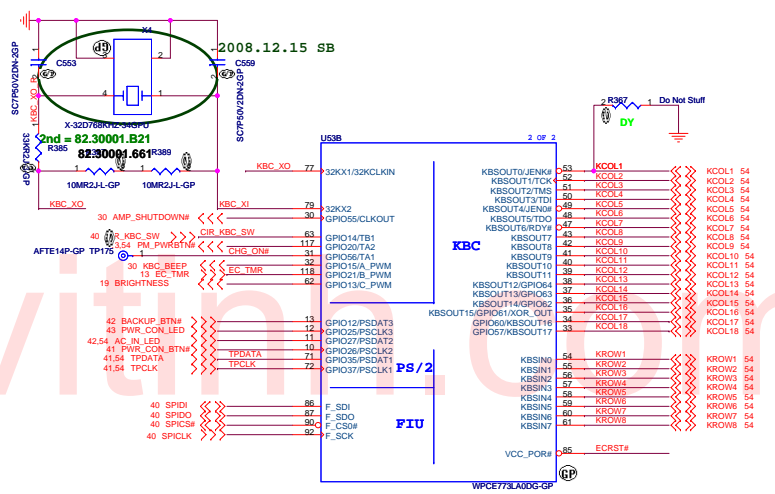 X4
GP
2008.12.15 SB
C553
C559
SC7P50V2DN-2GP
SC7P50V2DN-2GP
3
2
4
1
X-32D768KHZ-34GPU
2nd = 82.30001.B21
82.30001.661
KBC_XO_R
R385
R389
10MR2J-L-GP
10MR2J-L-GP
KBC_XO
KBC_XI
R367
2
1
Do Not Stuff
DY
U53B
2 OF 2
KBC_XO 77 32KX1/32KCLKIN
79 32KX2
30 AMP_SHUTDOWN# 30 GPIO55/CLKOUT
40 R_KBC_SW CIR_KBC_SW 63 GPIO14/TB1
3,54 PM_PWRBTN# 117 GPIO20/TA2
AFTE14P-GP TP175 1 CHG_ON# 31 GPIO56/TA1
30 KBC_BEEP 32 GPIO15/A_PWM
13 EC_TMR EC_TMR 118 GPIO21/B_PWM
19 BRIGHTNESS 62 GPIO13/C_PWM
42 BACKUP_BTN# 13 GPIO12/PSDAT3
43 PWR_CON_LED 12 GPIO25/PSCLK3
42,54 AC_IN_LED 11 GPIO27/PSDAT2
41 PWR_CON_BTN# 10 GPIO26/PSCLK2
41,54 TPDATA TPDATA 71 GPIO35/PSDAT1
41,54 TPCLK TPCLK 72 GPIO37/PSCLK1
40 SPIDI 86 F_SDI
40 SPIDO 87 F_SDO
40 SPICS# 90 F_CS0#
40 SPICLK 92 F_SCK
KBC
PS/2
FIU
KBSOUT0/JENK# 53 KCOL1 KCOL1 54
KBSOUT1/TCK 52 KCOL2 KCOL2 54
KBSOUT2/TMS 51 KCOL3 KCOL3 54
KBSOUT3/TDI 50 KCOL4 KCOL4 54
KBSOUT4/JEN0# 49 KCOL5 KCOL5 54
KBSOUT5/TDO 48 KCOL6 KCOL6 54
KBSOUT6/RDY# 47 KCOL7 KCOL7 54
KBSOUT7 43 KCOL8 KCOL8 54
KBSOUT8 42 KCOL9 KCOL9 54
KBSOUT9 41 KCOL10 KCOL10 54
KBSOUT10 40 KCOL11 KCOL11 54
KBSOUT11 39 KCOL12 KCOL12 54
KBSOUT12/GPIO64 38 KCOL13 KCOL13 54
KBSOUT13/GPIO63 37 KCOL14 KCOL14 54
KBSOUT14/GPIO62 36 KCOL15 KCOL15 54
KBSOUT15/GPIO61/XOR_OUT 35 KCOL16 KCOL16 54
GPIO60/KBSOUT16 34 KCOL17 KCOL17 54
GPIO57/KBSOUT17 33 KCOL18 KCOL18 54
KBSIN0 54 KROW1 KROW1 54
KBSIN1 55 KROW2 KROW2 54
KBSIN2 56 KROW3 KROW3 54
KBSIN3 57 KROW4 KROW4 54
KBSIN4 58 KROW5 KROW5 54
KBSIN5 59 KROW6 KROW6 54
KBSIN6 60 KROW7 KROW7 54
KBSIN7 61 KROW8 KROW8 54
VCC_POR# 85 ECRST#
GP
WPCE773LA0DG-GP
vitinh.com